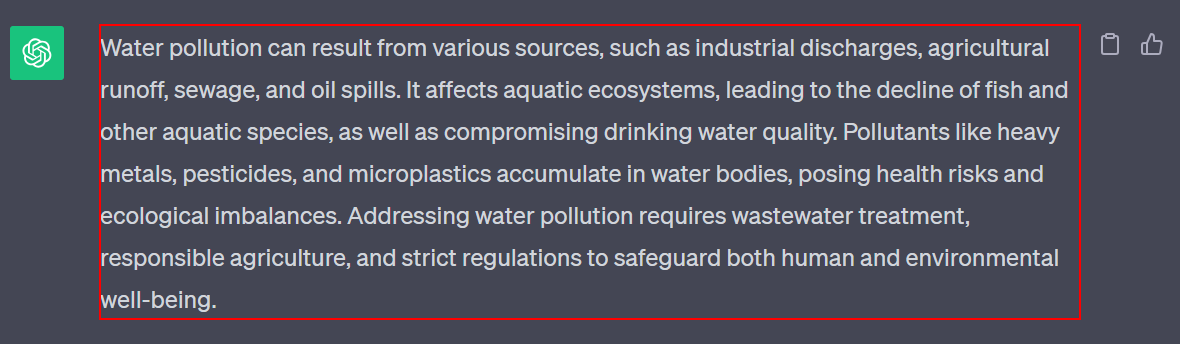 Water pollution can result from various sources, such as industrial discharges, agricultural
runoff, sewage, and oil spills. It affects aquatic ecosystems, leading to the decline of fish and
other aquatic species, as well as compromising drinking water quality. Pollutants like heavy
metals, pesticides, and microplastics accumulate in water bodies, posing health risks and
ecological imbalances. Addressing water pollution requires wastewater treatment,
responsible agriculture, and strict regulations to safeguard both human and environmental
well-being.